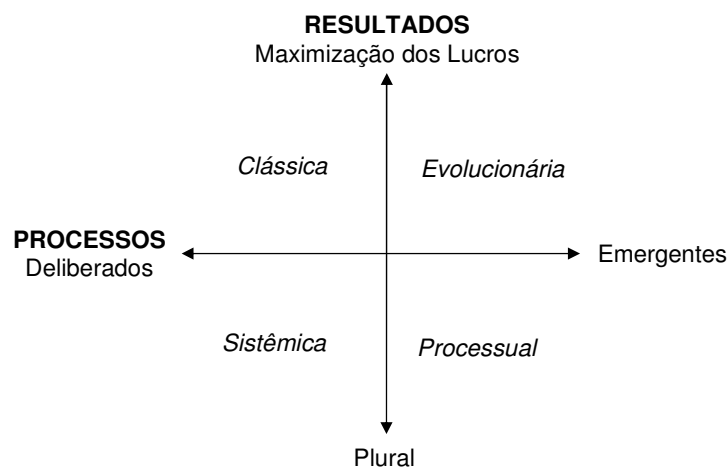 RESULTADOS
Maximização dos Lucros
Clássica
Evolucionária
PROCESSOS
Deliberados
Emergentes
Sistêmica
Processual
Plural